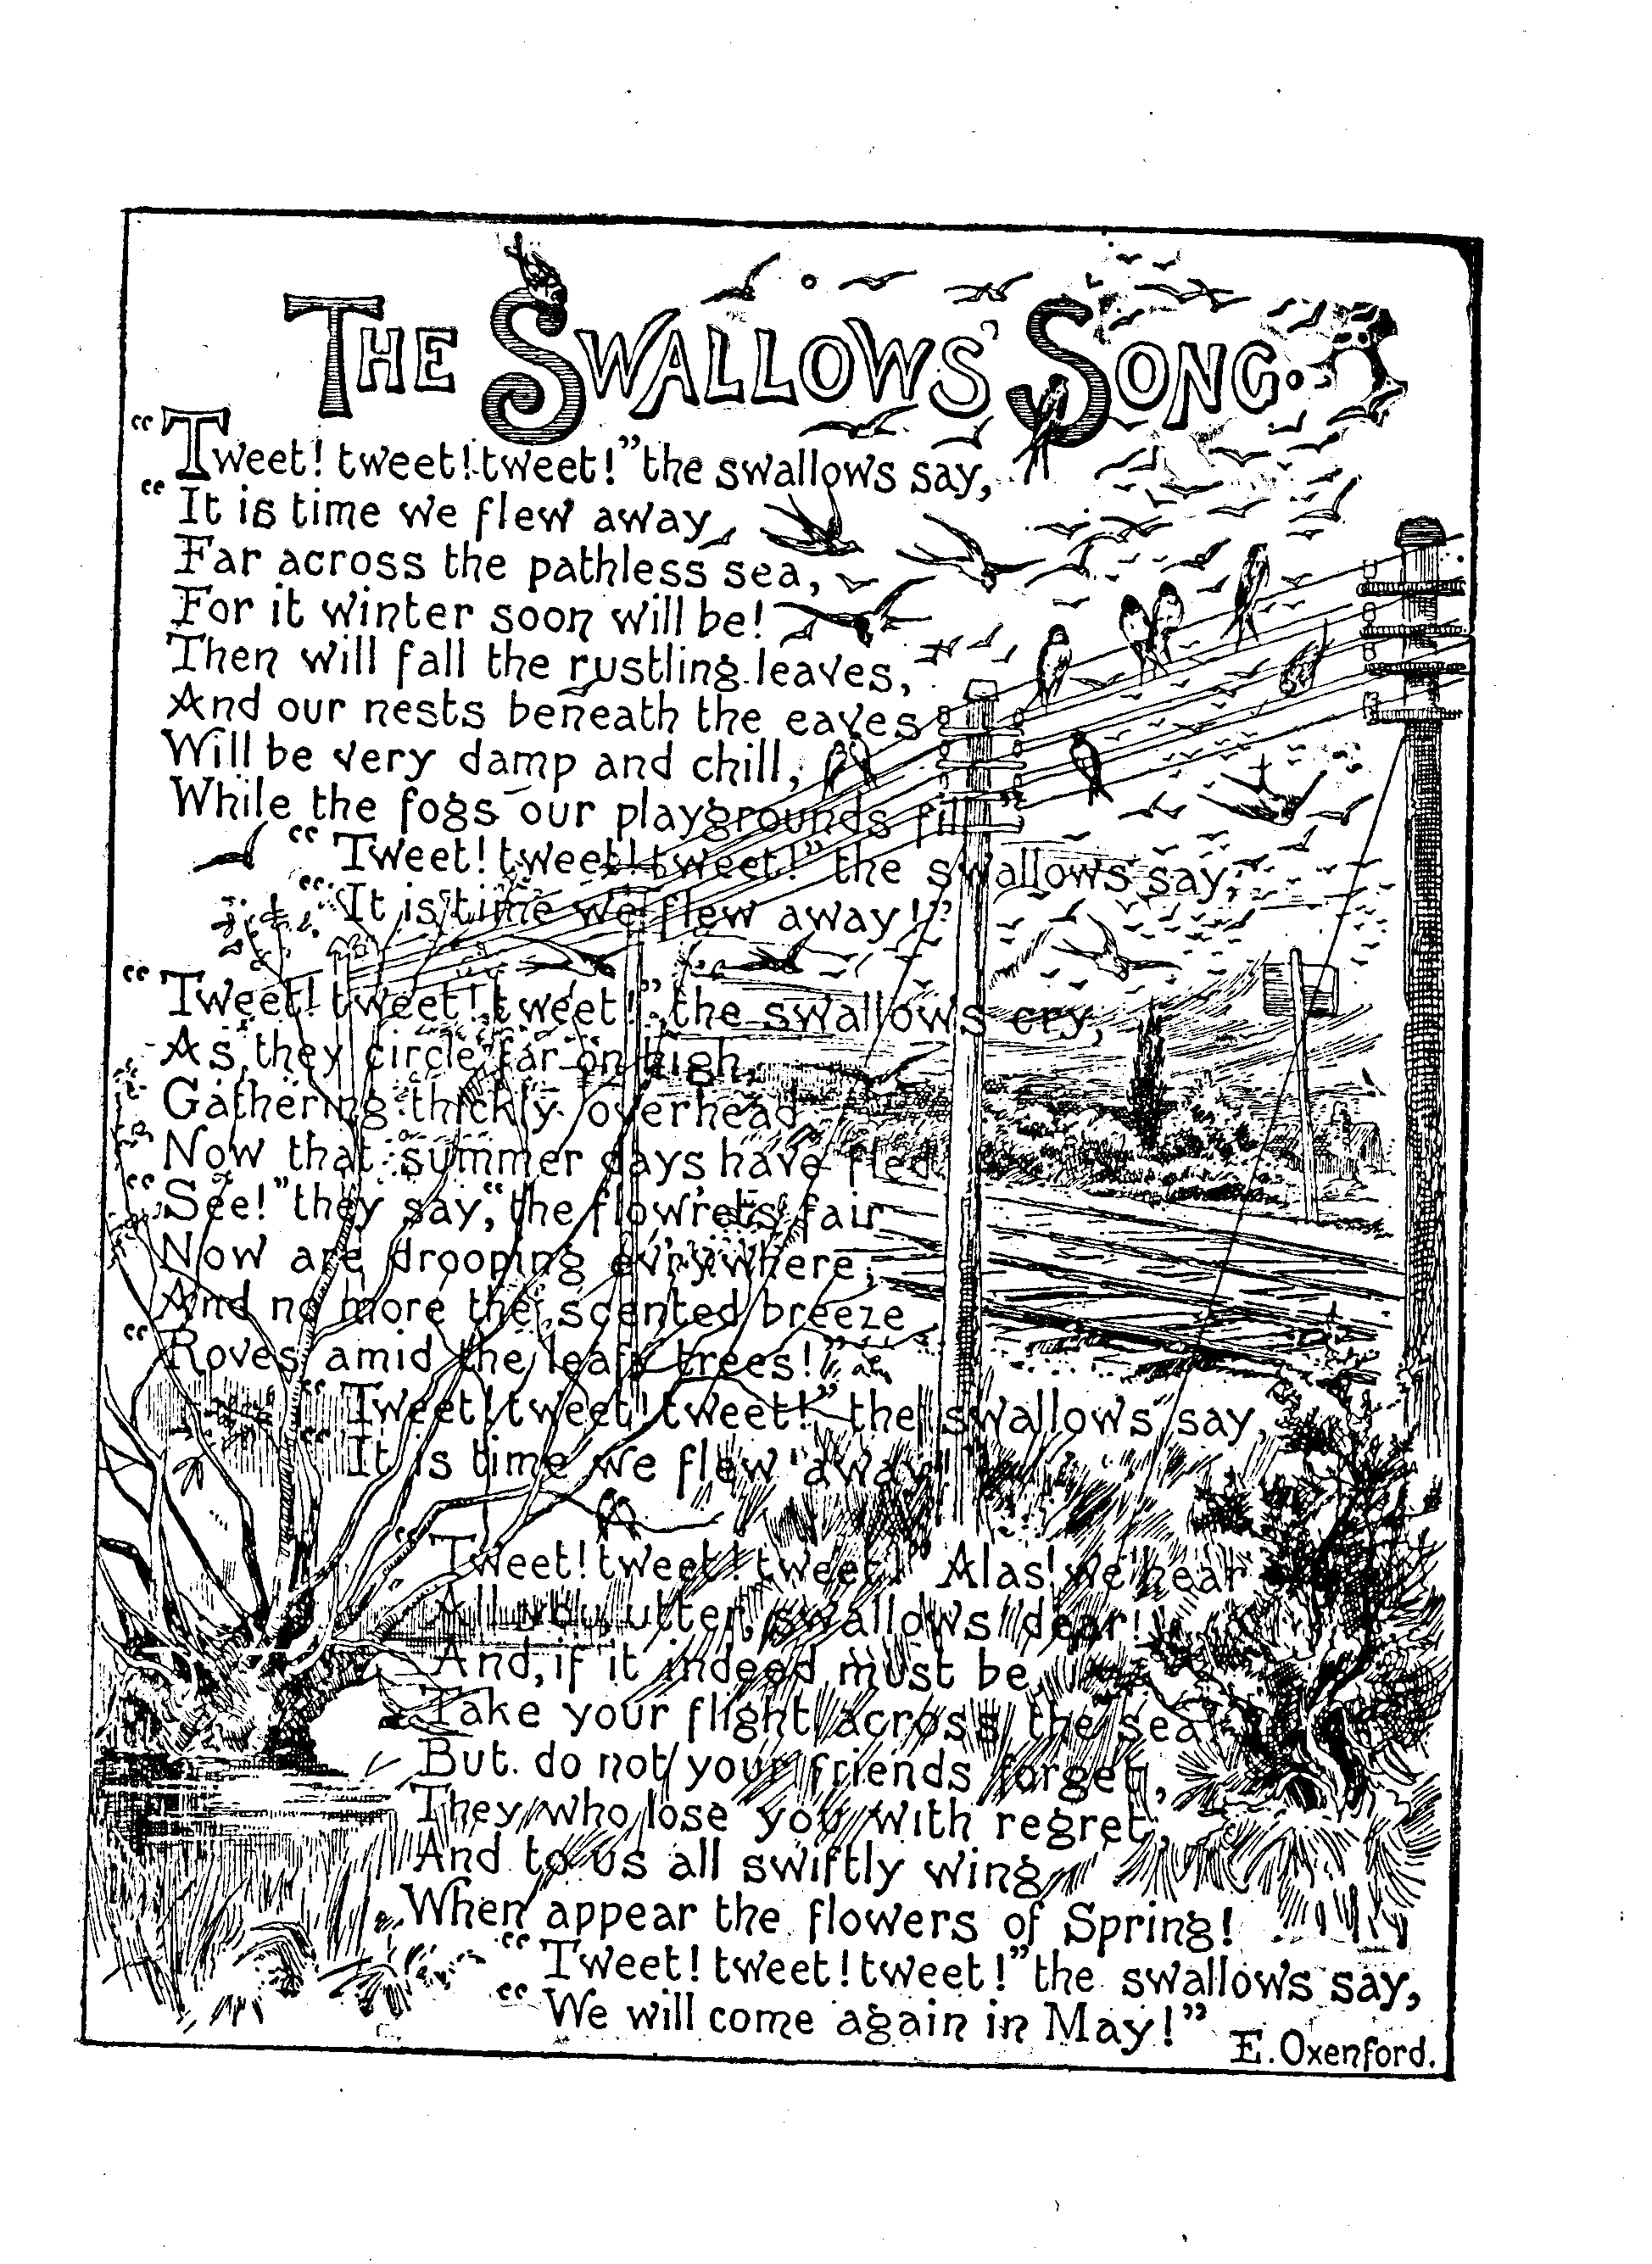 THE SWALLOWS' SONG.
“Tweet! tweet! tweet!” the swallows say,
“It is time we flew away,
Far across the pathless sea,
For it winter soon will be!
Then will fall the rustling leaves,
And our nests beneath the eaves
Will be very damp and chill,
While the fogs our playgrounds fill!”
“Tweet! tweet! tweet!” the swallows say,
“It is time we flew away!”
“Tweet! tweet! tweet!” the swallows cry,
As they circle far on high,
Gathering thickly overhead
Now that summer days have fled.
“See!” they say, “the flow'rets fair
Now are drooping ev'rywhere,
And no more the scented breeze
“Roves amid the leafy trees!”
“Tweet! tweet! tweet!” the swallows say,
“It is time we flew away!”
“Tweet! tweet! tweet!” Alas! we hear
All you utter, swallows dear!
And, if it indeed must be,
Take your flight across the sea.
But do not your friends forget,
They who lose you with regret,
And to us all swiftly wing
When appear the flowers of Spring!
“Tweet! tweet! tweet!” the swallows say,
“We will come again in May!”
E. Oxenford.